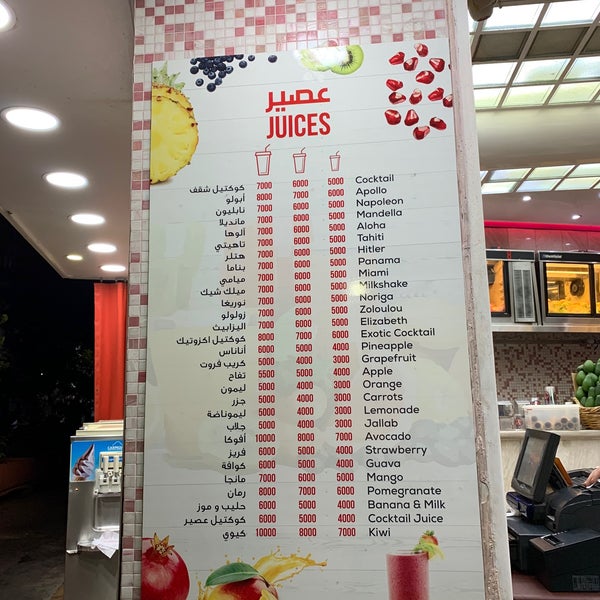 عصير
JUICES
كوكتيل شقف 7000 6000 5000 Cocktail
أبولو 8000 7000 6000 Apollo
نابليون 7000 6000 5000 Napoleon
مانديلا 7000 6000 5000 Mandella
ألوها 7000 6000 5000 Aloha
تاهيتي 7000 6000 5000 Tahiti
هتلر 7000 6000 5000 Hitler
بناما 7000 6000 5000 Panama
ميامي 7000 6000 5000 Miami
ميلك شيك 7000 6000 5000 Milkshake
نوريغا 7000 6000 5000 Noriga
زولولو 7000 6000 5000 Zoloulou
اليزابيت 7000 6000 5000 Elizabeth
كوكتيل اكزوتيك 8000 7000 6000 Exotic Cocktail
أناناس 6000 5000 4000 Pineapple
كريب فروت 5500 4000 3000 Grapefruit
تفاح 5500 4000 3000 Apple
ليمون 5000 4000 3000 Orange
جزر 5000 4000 3000 Carrots
ليموناضة 5000 4000 3000 Lemonade
جلاب 5000 4000 3000 Jallab
أفوكا 10000 8000 7000 Avocado
فريز 6000 5000 4000 Strawberry
كوافة 6000 5000 4000 Guava
مانجا 7000 6000 5000 Mango
رمان 8000 7000 6000 Pomegranate
حليب و موز 6000 5000 4000 Banana & Milk
كوكتيل عصير 6000 5000 4000 Cocktail Juice
كيوي 10000 8000 7000 Kiwi